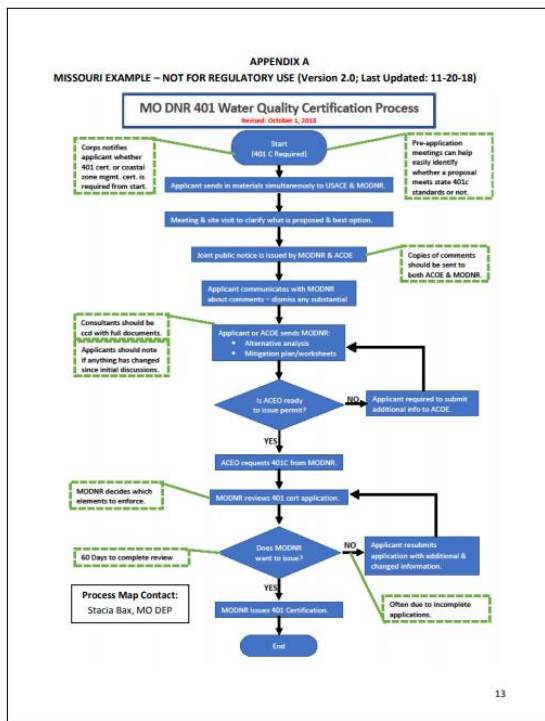 APPENDIX A
MISSOURI EXAMPLE – NOT FOR REGULATORY USE (Version 2.0; Last Updated: 11-20-18)
MO DNR 401 Water Quality Certification Process
Revised: October 1, 2018
Start
(401 C Required)
Corps notifies
applicant whether
401 cert. or coastal
zone mgmt. cert. is
required from start.
Pre-application
meetings can help
easily identify
whether a proposal
meets state 401c
standards or not.
Applicant sends in materials simultaneously to USACE & MODNR.
Meeting & site visit to clarify what is proposed & best option.
Joint public notice is issued by MODNR & ACOE
Copies of comments
should be sent to
both ACOE & MODNR.
Applicant communicates with MODNR
about comments – dismiss any substantial
Consultants should be
ccd with full documents.
Applicants should note
if anything has changed
since initial discussions.
Applicant or ACOE sends MODNR:
• Alternative analysis
• Mitigation plan/worksheets
Is ACEO ready
to issue permit?
NO
Applicant required to submit
additional info to ACOE.
YES
ACEO requests 401C from MODNR.
MODNR decides which
elements to enforce.
MODNR reviews 401 cert application.
60 Days to complete review
Does MODNR
want to issue?
NO
Applicant resubmits
application with additional &
changed information.
YES
Often due to incomplete
applications.
Process Map Contact:
Stacia Bax, MO DEP
MODNR issues 401 Certification.
End
13